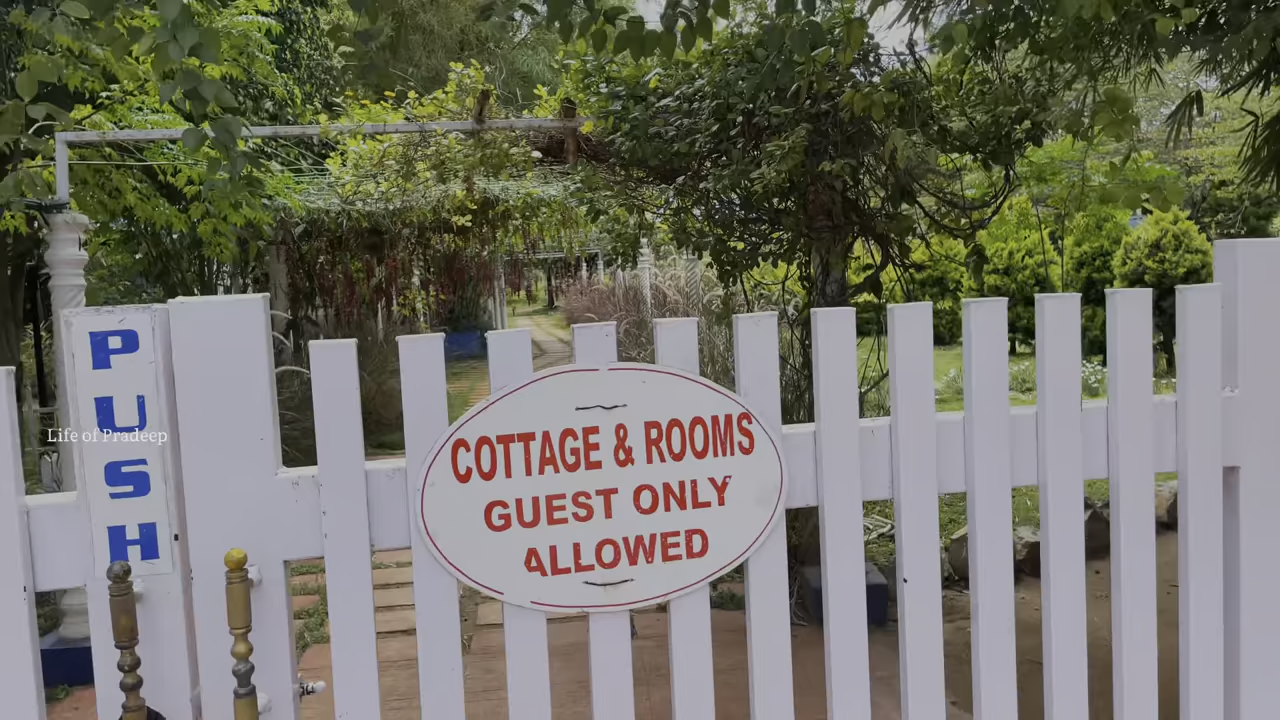 PUSH
Life of Pradeep
COTTAGE & ROOMS
GUEST ONLY
ALLOWED